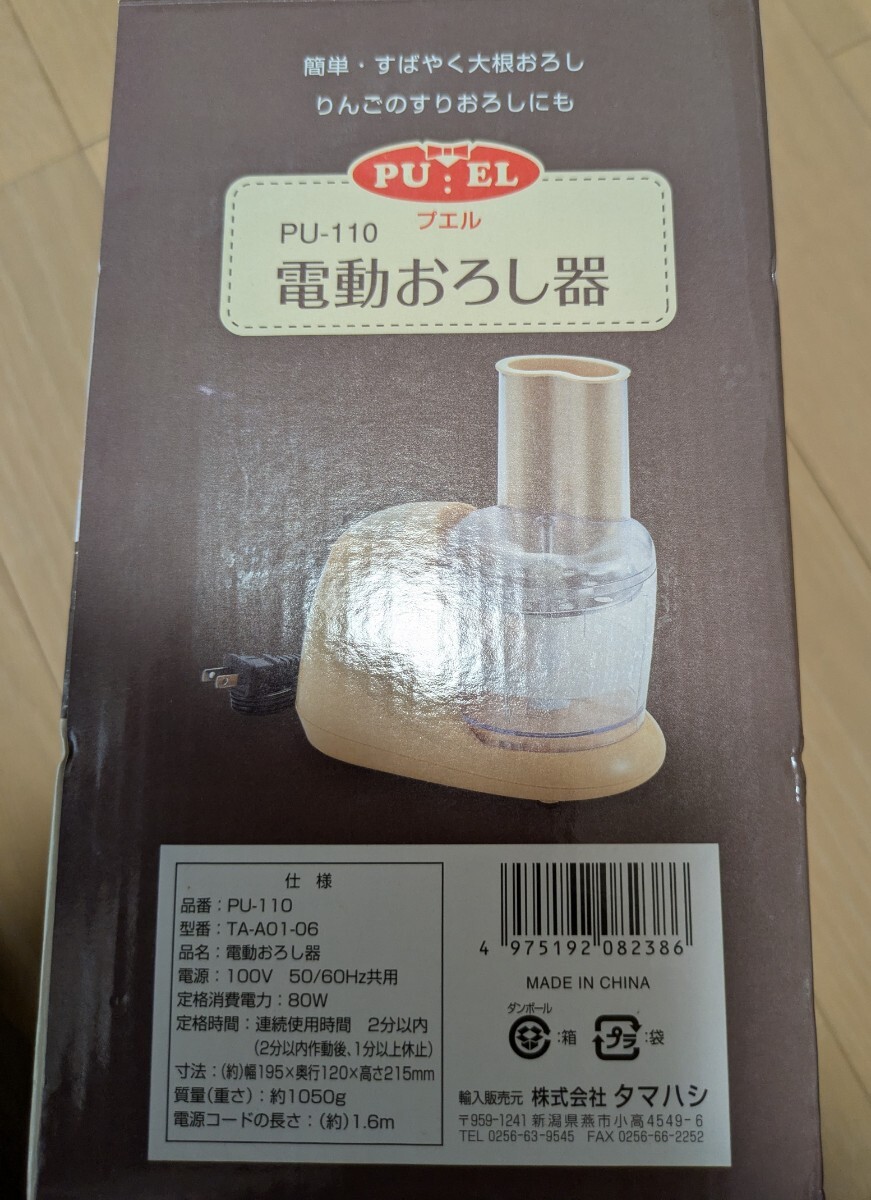 簡単・すばやく大根おろし
りんごのすりおろしにも
PU:EL
プエル
PU-110
電動おろし器
仕様
品番：PU-110
型番：TA-A01-06
品名：電動おろし器
電源：100V　50/60Hz共用
定格消費電力：80W
定格時間：連続使用時間　2分以内
(2分以内作動後、1分以上休止)
寸法：(約)幅195×奥行120×高さ215mm
質量(重さ)：約1050g
電源コードの長さ：(約)1.6m
4 975192 082386
MADE IN CHINA
ダンボール
：箱
プラ
：袋
輸入販売元 株式会社 タマハシ
〒959-1241 新潟県燕市小高4549-6
TEL 0256-63-9545　FAX 0256-66-2252